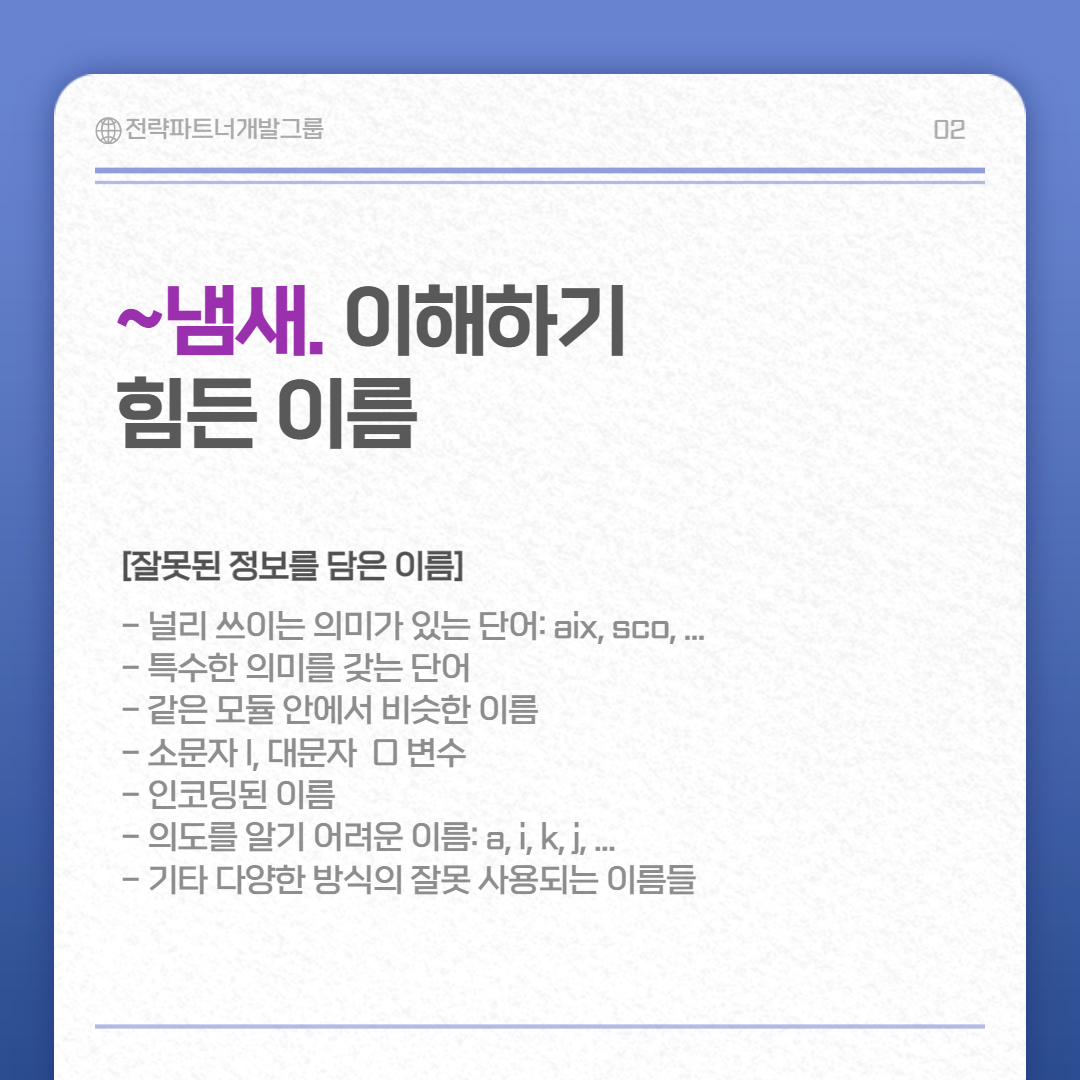 전략파트너개발그룹
02
~냄새. 이해하기
힘든 이름
[잘못된 정보를 담은 이름]
- 널리 쓰이는 의미가 있는 단어: aix, sco, ...
- 특수한 의미를 갖는 단어
- 같은 모듈 안에서 비슷한 이름
- 소문자 l, 대문자 O 변수
- 인코딩된 이름
- 의도를 알기 어려운 이름: a, i, k, j, ...
- 기타 다양한 방식의 잘못 사용되는 이름들